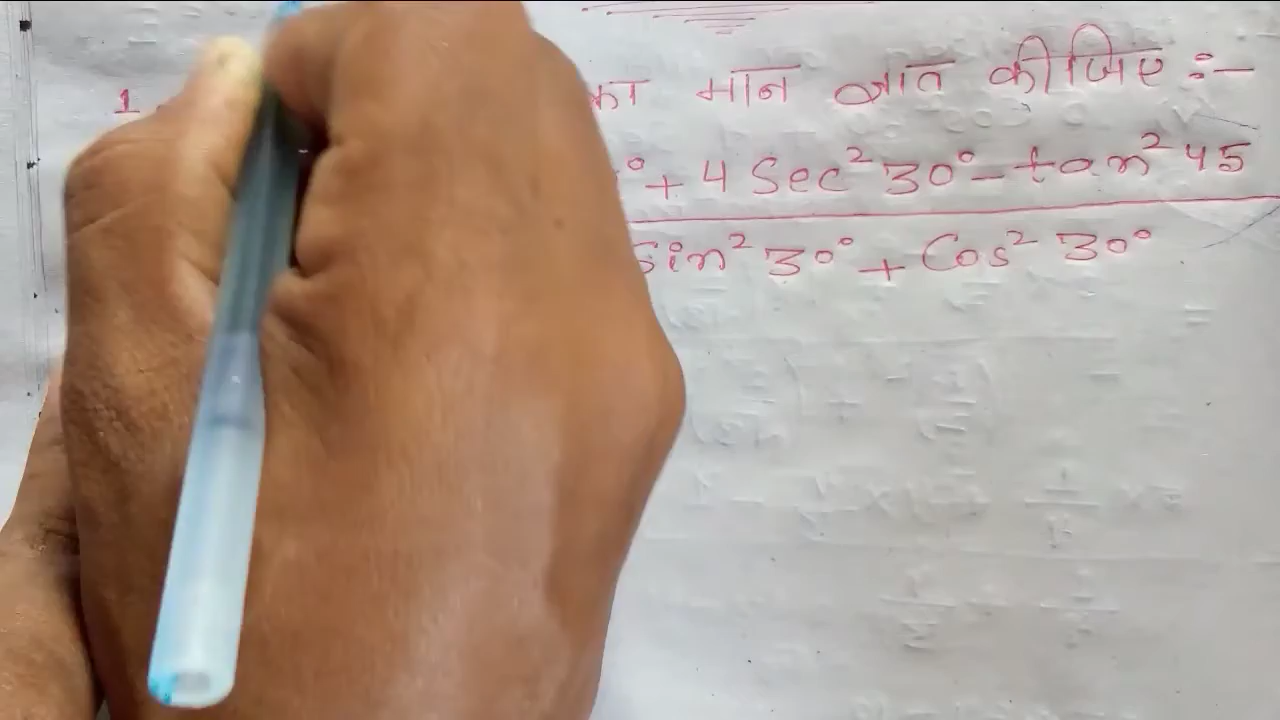 1. का मान ज्ञात कीजिए :-
° + 4 Sec² 30° - tan² 45
Sin² 30° + Cos² 30°